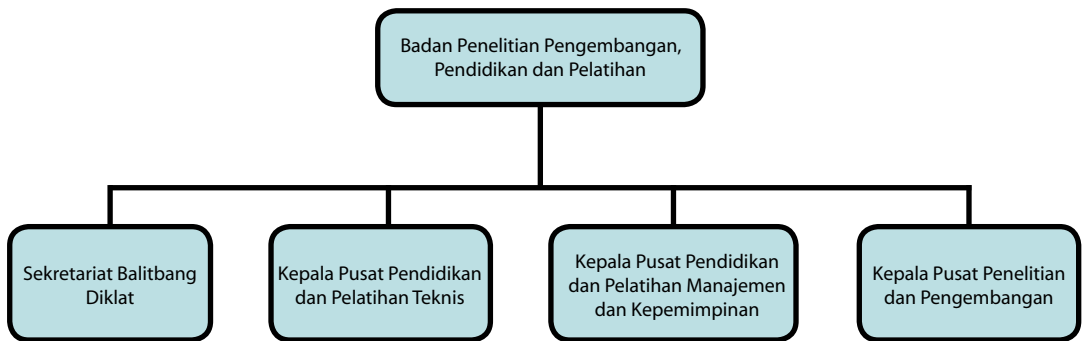 Badan Penelitian Pengembangan,
Pendidikan dan Pelatihan
Sekretariat Balitbang
Diklat
Kepala Pusat Pendidikan
dan Pelatihan Teknis
Kepala Pusat Pendidikan
dan Pelatihan Manajemen
dan Kepemimpinan
Kepala Pusat Penelitian
dan Pengembangan